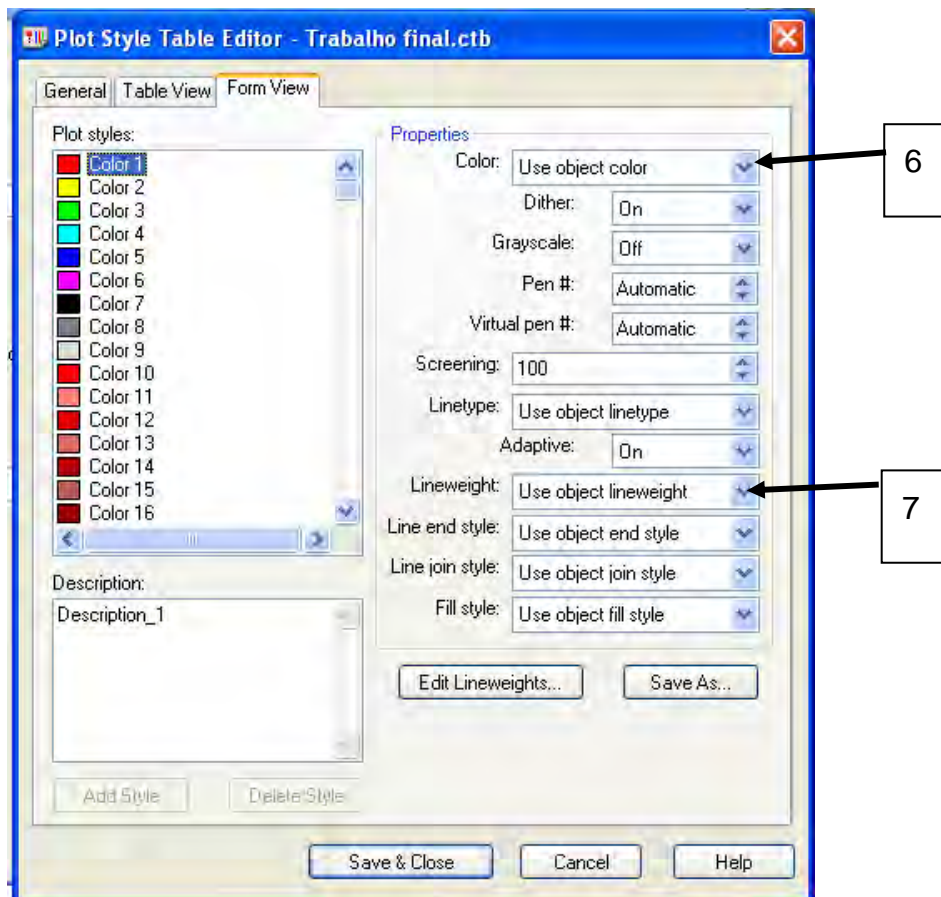 Plot Style Table Editor - Trabalho final.ctb
General Table View Form View
Plot styles:
Color 1
Color 2
Color 3
Color 4
Color 5
Color 6
Color 7
Color 8
Color 9
Color 10
Color 11
Color 12
Color 13
Color 14
Color 15
Color 16
Description:
Description_1
Add Style Delete Style
Properties
Color: Use object color
Dither: On
Grayscale: Off
Pen #: Automatic
Virtual pen #: Automatic
Screening: 100
Linetype: Use object linetype
Adaptive: On
Lineweight: Use object lineweight
Line end style: Use object end style
Line join style: Use object join style
Fill style: Use object fill style
Edit Lineweights... Save As...
Save & Close Cancel Help
6
7